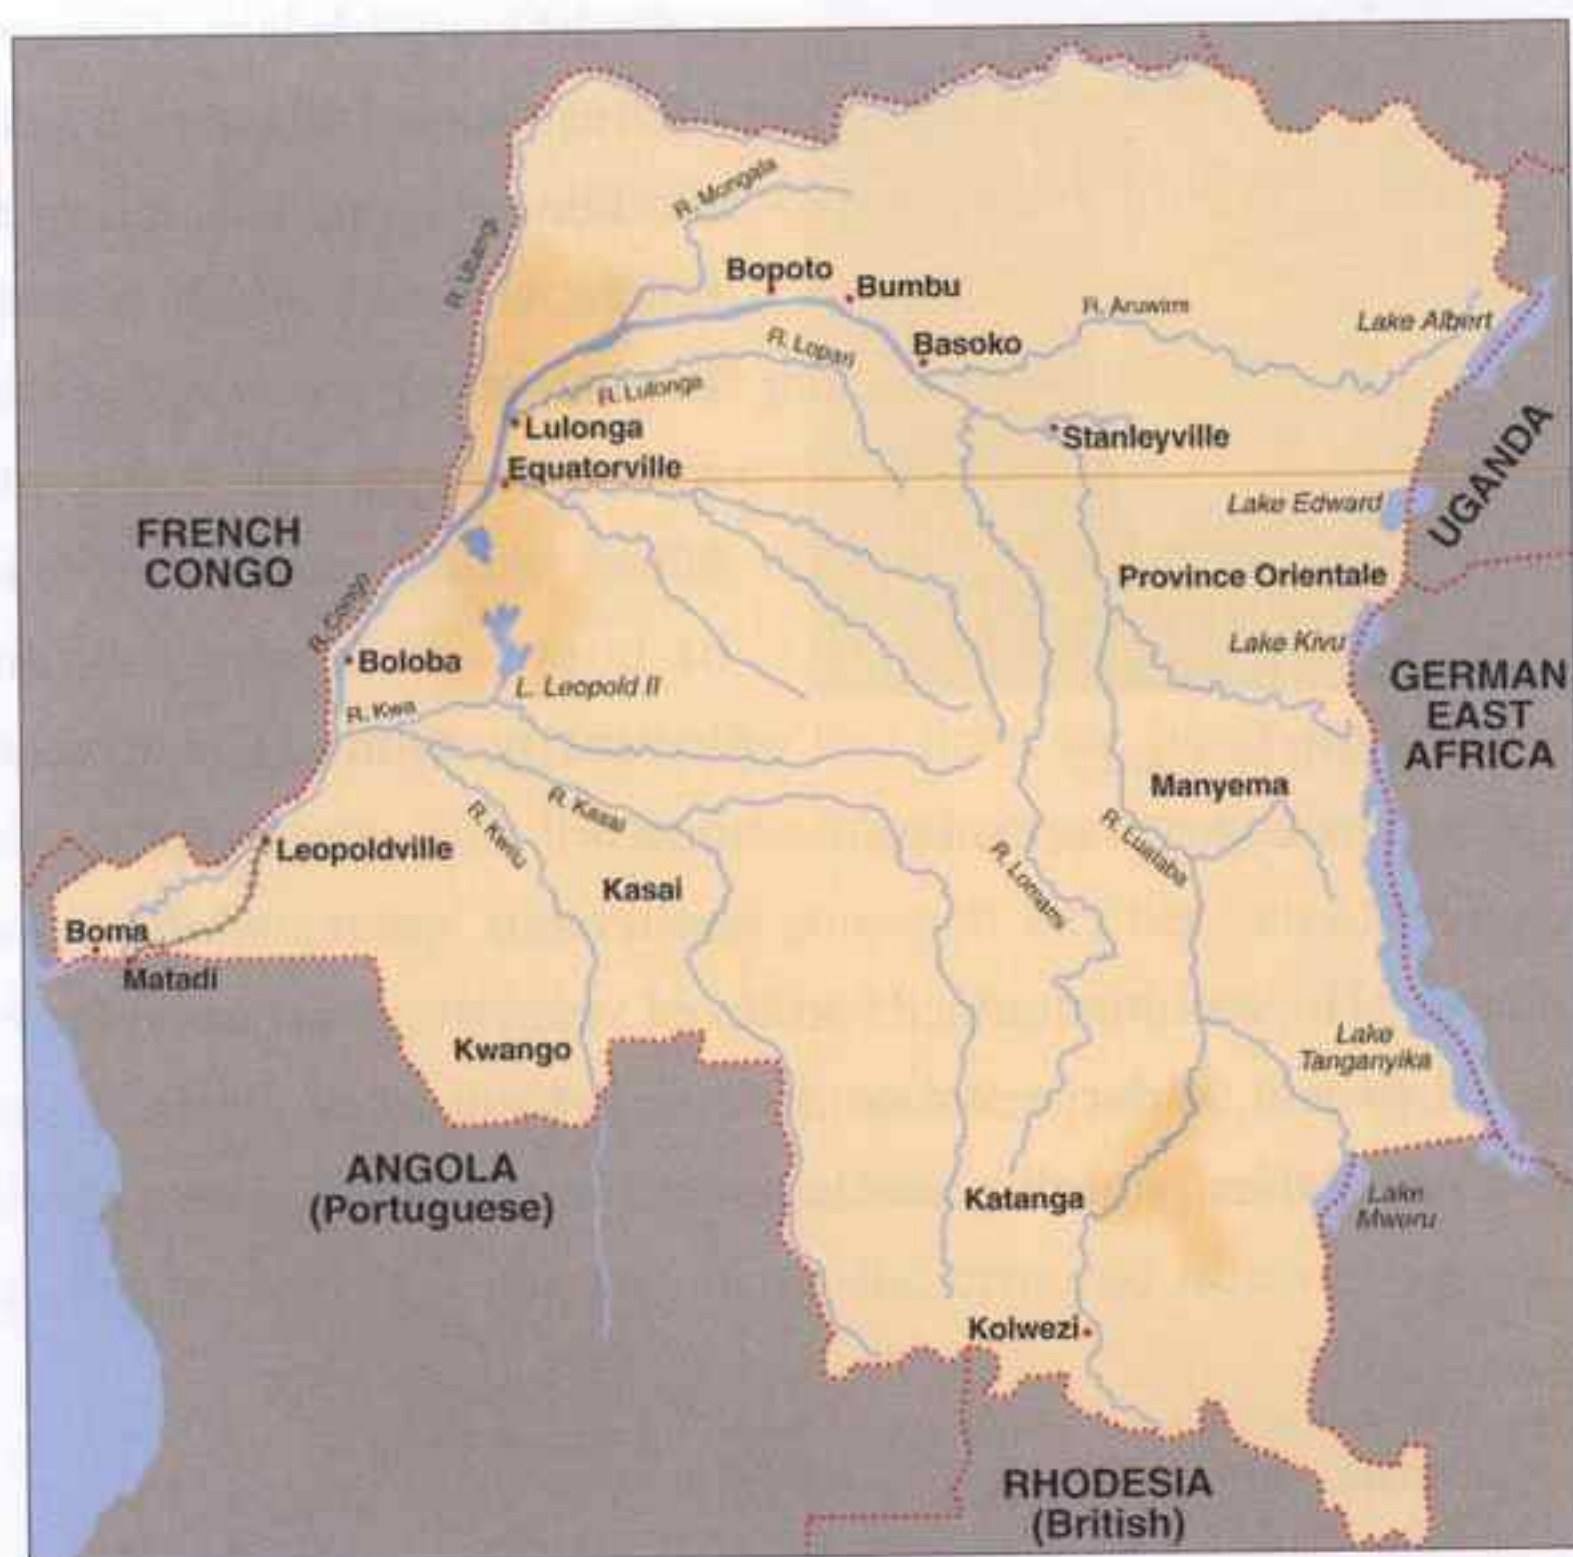 R. Mongala
R. Ubangi
Bopoto
Bumbu
R. Aruwimi
Lake Albert
Basoko
R. Lopari
R. Lulonga
Lulonga
Stanleyville
Equatorville
UGANDA
Lake Edward
FRENCH
CONGO
Province Orientale
R. Congo
Lake Kivu
Boloba
GERMAN
EAST
AFRICA
L. Leopold II
R. Kwa
Manyema
R. Kasai
R. Kwilu
R. Lualaba
Leopoldville
R. Lomami
Kasai
Boma
Matadi
Kwango
Lake
Tanganyika
ANGOLA
(Portuguese)
Katanga
Lake
Mweru
Kolwezi
RHODESIA
(British)